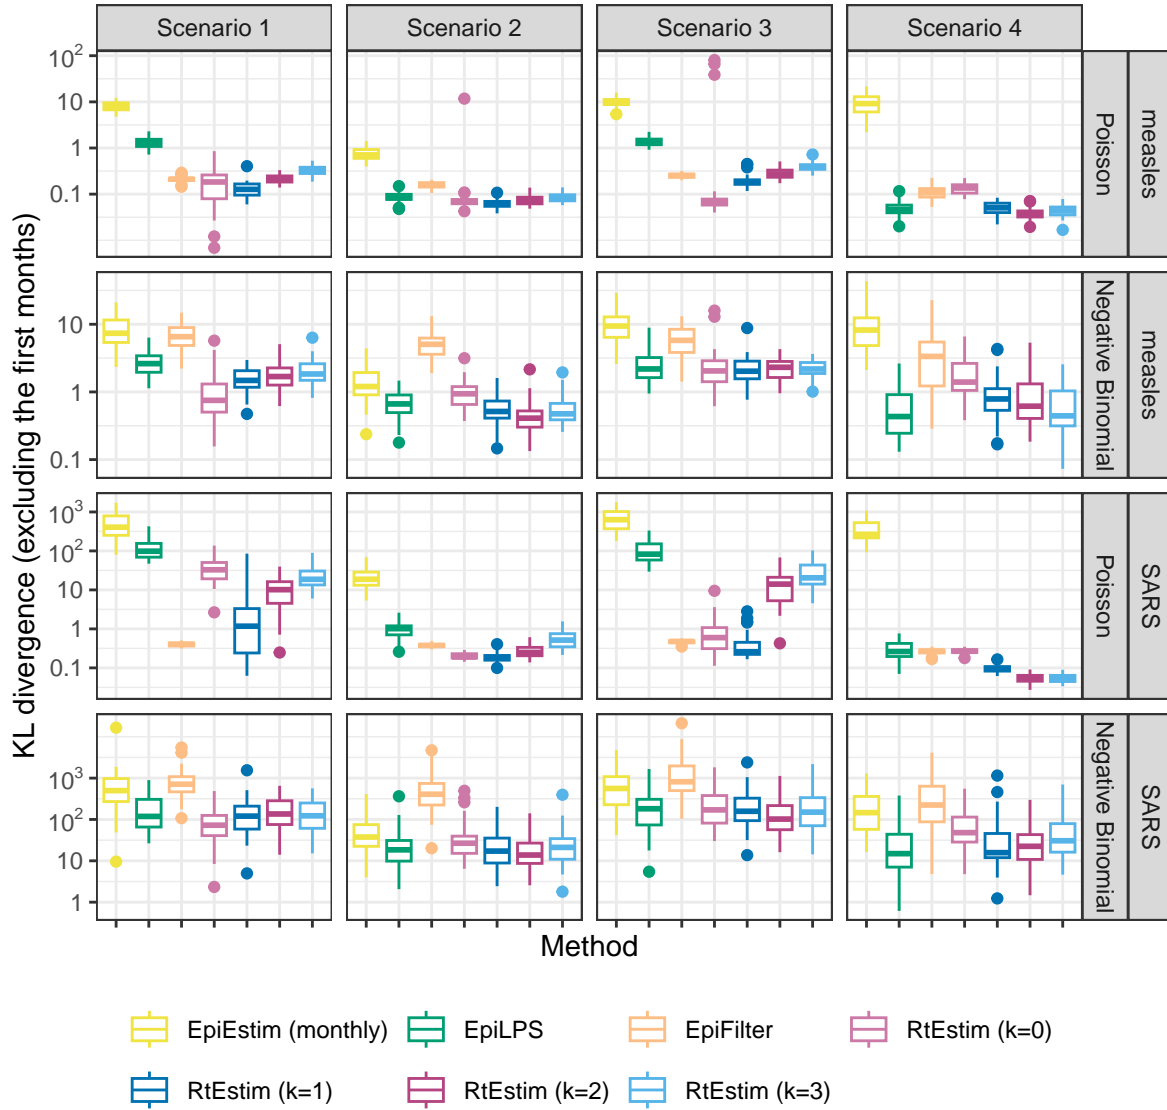 Scenario 1 Scenario 2 Scenario 3 Scenario 4
KL divergence (excluding the first months)
10²
10
1
0.1
Poisson
measles
10
1
0.1
Negative Binomial
measles
10³
10²
10
1
0.1
Poisson
SARS
10³
10²
10
1
Negative Binomial
SARS
Method
EpiEstim (monthly) EpiLPS EpiFilter RtEstim (k=0)
RtEstim (k=1) RtEstim (k=2) RtEstim (k=3)